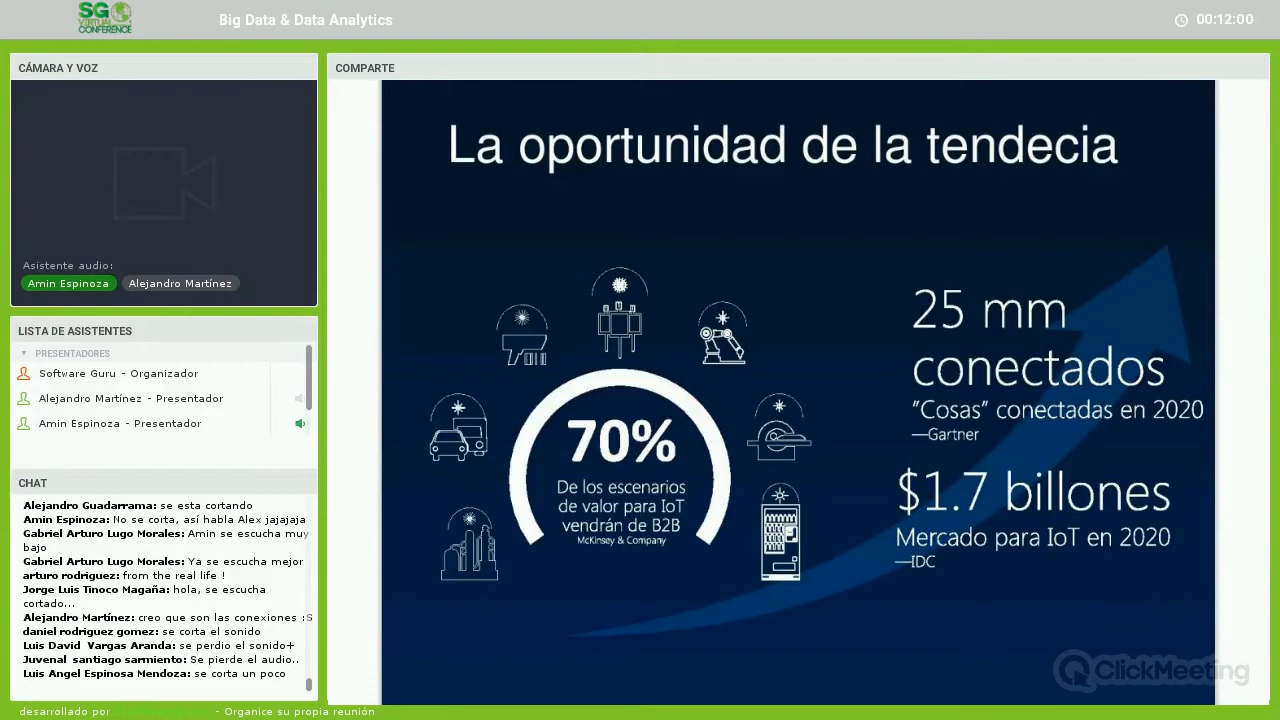 SG
VIRTUAL
CONFERENCE
Big Data & Data Analytics
00:12:00
CÁMARA Y VOZ
Asistente audio:
Amin Espinoza
Alejandro Martínez
LISTA DE ASISTENTES
PRESENTADORES
Software Guru - Organizador
Alejandro Martínez - Presentador
Amin Espinoza - Presentador
CHAT
Alejandro Guadarrama: se esta cortando
Amin Espinoza: No se corta, así habla Alex jajajaja
Gabriel Arturo Lugo Morales: Amin se escucha muy
bajo
Gabriel Arturo Lugo Morales: Ya se escucha mejor
arturo rodriguez: from the real life !
Jorge Luis Tinoco Magaña: hola, se escucha
cortado...
Alejandro Martínez: creo que son las conexiones :S
daniel rodriguez gomez: se corta el sonido
Luis David Vargas Aranda: se perdio el sonido+
Juvenal santiago sarmiento: Se pierde el audio..
Luis Angel Espinosa Mendoza: se corta un poco
COMPARTE
La oportunidad de la tendecia
70%
De los escenarios
de valor para IoT
vendrán de B2B
McKinsey & Company
25 mm
conectados
"Cosas" conectadas en 2020
—Gartner
$1.7 billones
Mercado para IoT en 2020
—IDC
ClickMeeting
desarrollado por
- Organice su propia reunión